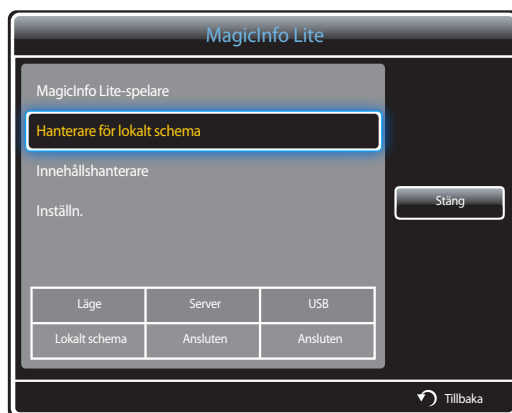 MagicInfo Lite
MagicInfo Lite-spelare
Hanterare för lokalt schema
Innehållshanterare
Inställn.
Stäng
Läge Server USB
Lokalt schema Ansluten Ansluten
Tillbaka